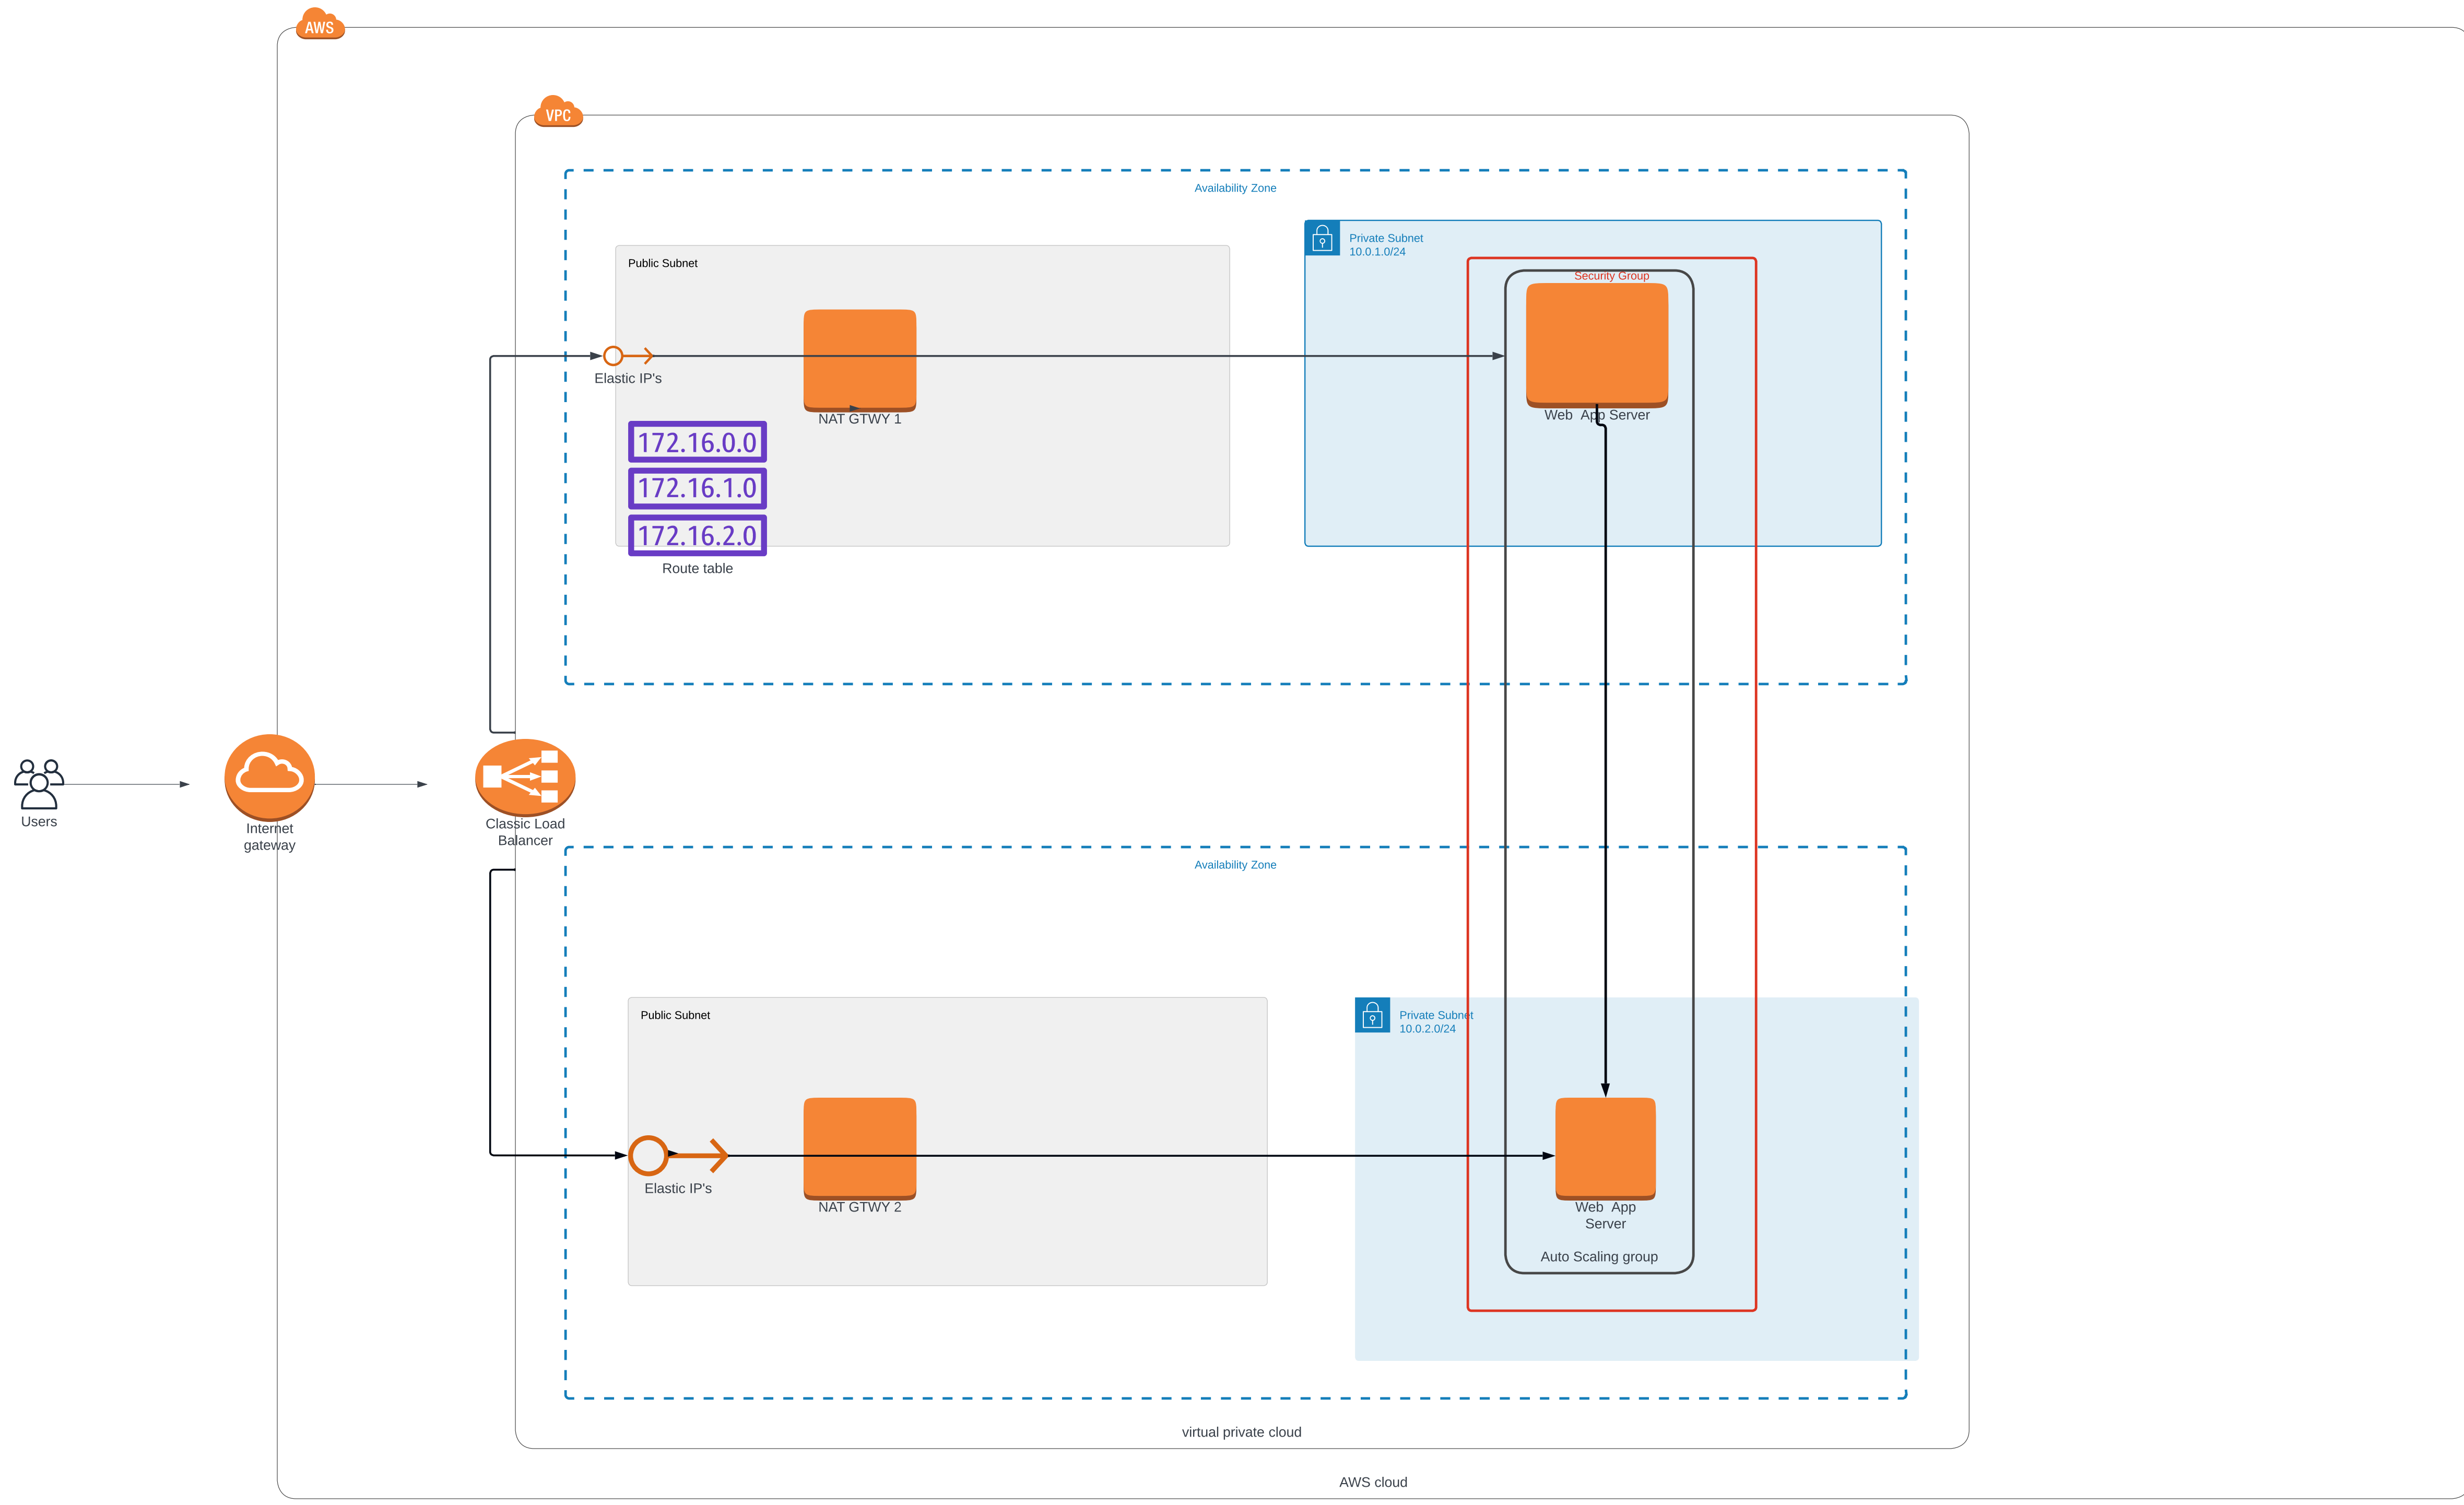 AWS
VPC
Availability Zone
Public Subnet
Private Subnet
10.0.1.0/24
Security Group
Elastic IP's
NAT GTWY 1
Web App Server
172.16.0.0
172.16.1.0
172.16.2.0
Route table
Users
Internet
gateway
Classic Load
Balancer
Availability Zone
Public Subnet
Private Subnet
10.0.2.0/24
Elastic IP's
NAT GTWY 2
Web App
Server
Auto Scaling group
virtual private cloud
AWS cloud